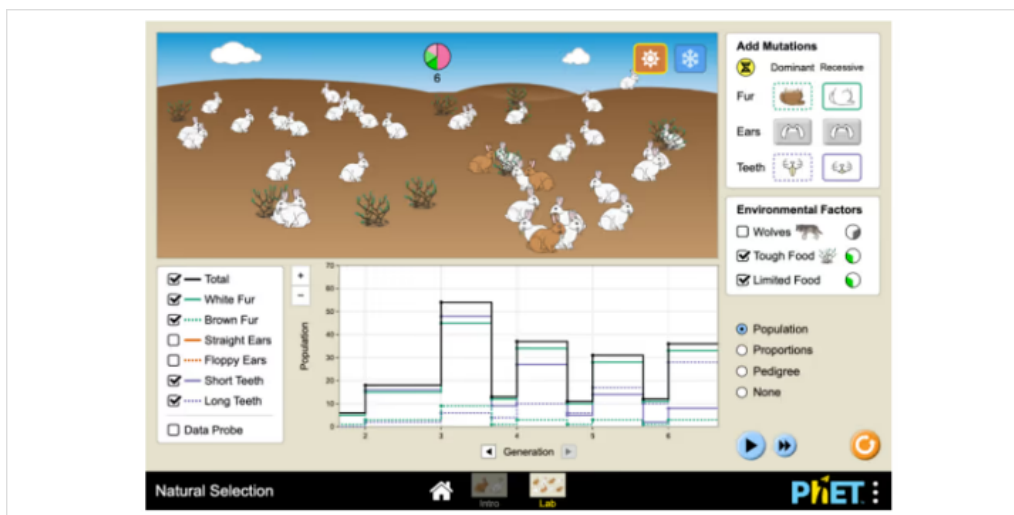 6
Add Mutations
Dominant Recessive
Fur
Ears
Teeth
Environmental Factors
Wolves
Tough Food
Limited Food
Total
White Fur
Brown Fur
Straight Ears
Floppy Ears
Short Teeth
Long Teeth
Data Probe
+
−
Population
70
60
50
40
30
20
10
0
2 3 4 5 6
Generation
Population
Proportions
Pedigree
None
Natural Selection
Intro
Lab
PhET